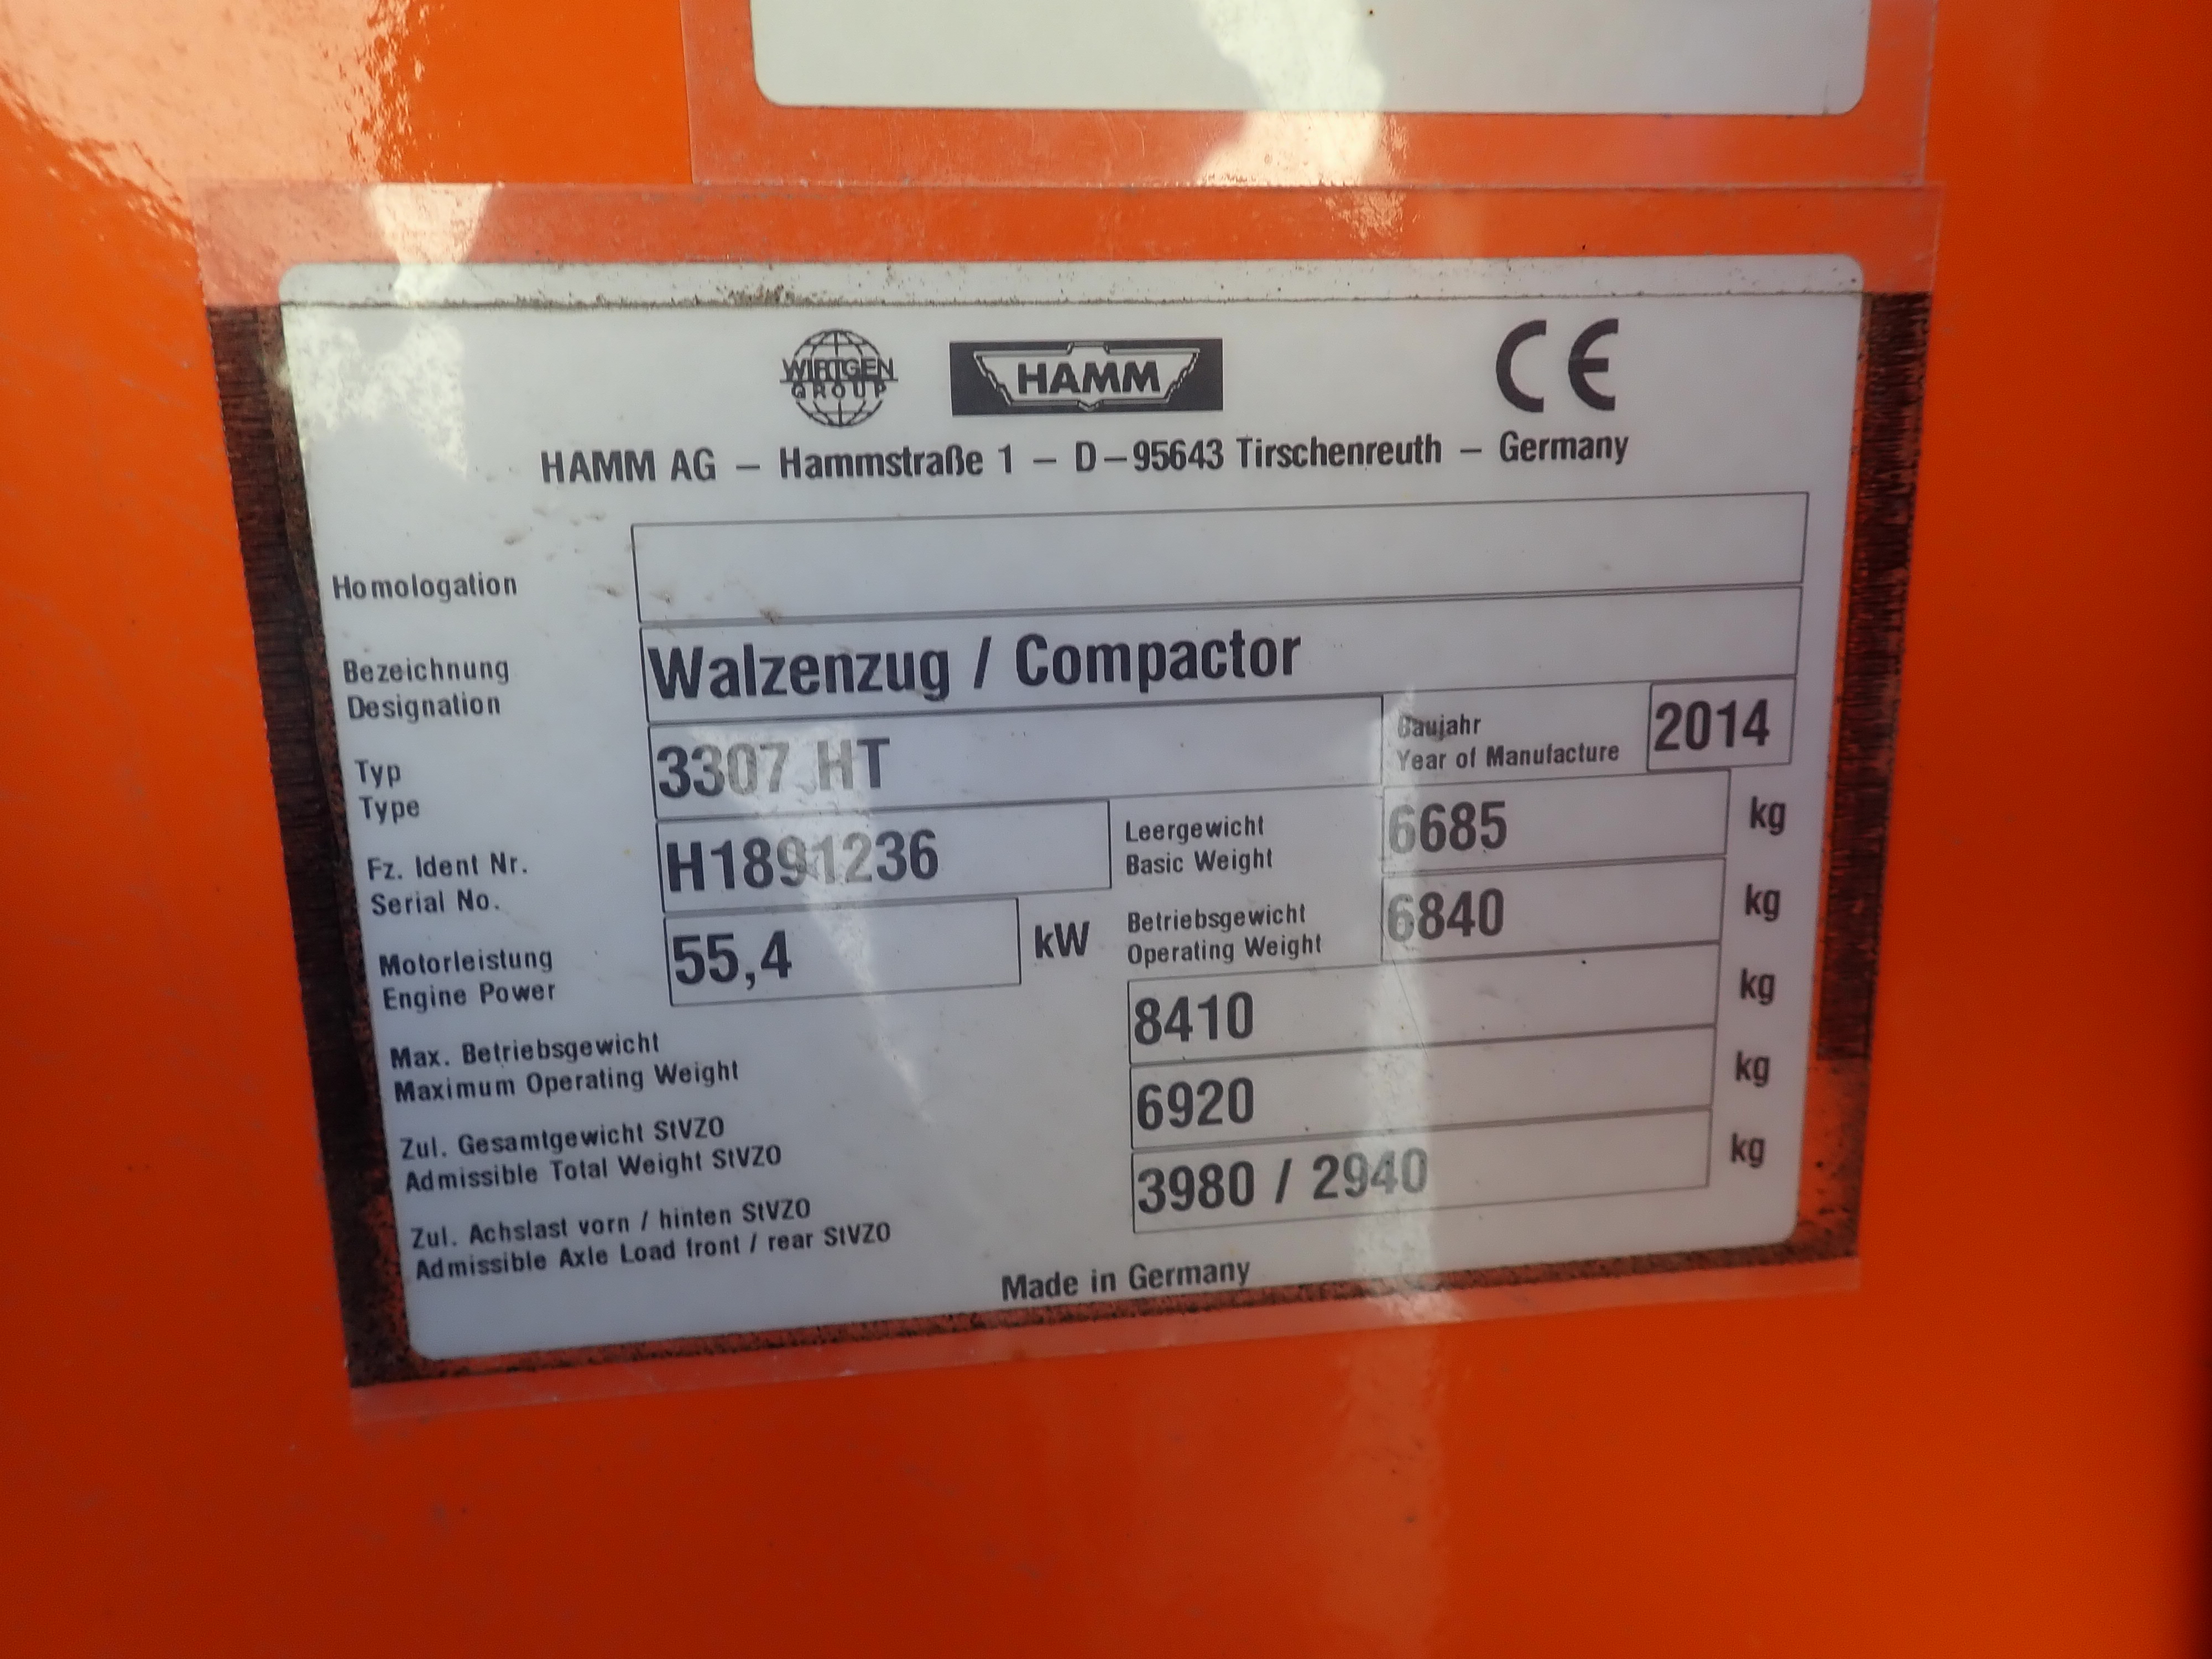 WIRTGEN
GROUP
HAMM
CE
HAMM AG – Hammstraße 1 – D–95643 Tirschenreuth – Germany
Homologation
Bezeichnung
Designation
Walzenzug / Compactor
Typ
Type
3307 HT
Baujahr
Year of Manufacture
2014
Fz. Ident Nr.
Serial No.
H1891236
Leergewicht
Basic Weight
6685 kg
Motorleistung
Engine Power
55,4 kW
Betriebsgewicht
Operating Weight
6840 kg
Max. Betriebsgewicht
Maximum Operating Weight
8410 kg
Zul. Gesamtgewicht StVZO
Admissible Total Weight StVZO
6920 kg
Zul. Achslast vorn / hinten StVZO
Admissible Axle Load front / rear StVZO
3980 / 2940 kg
Made in Germany